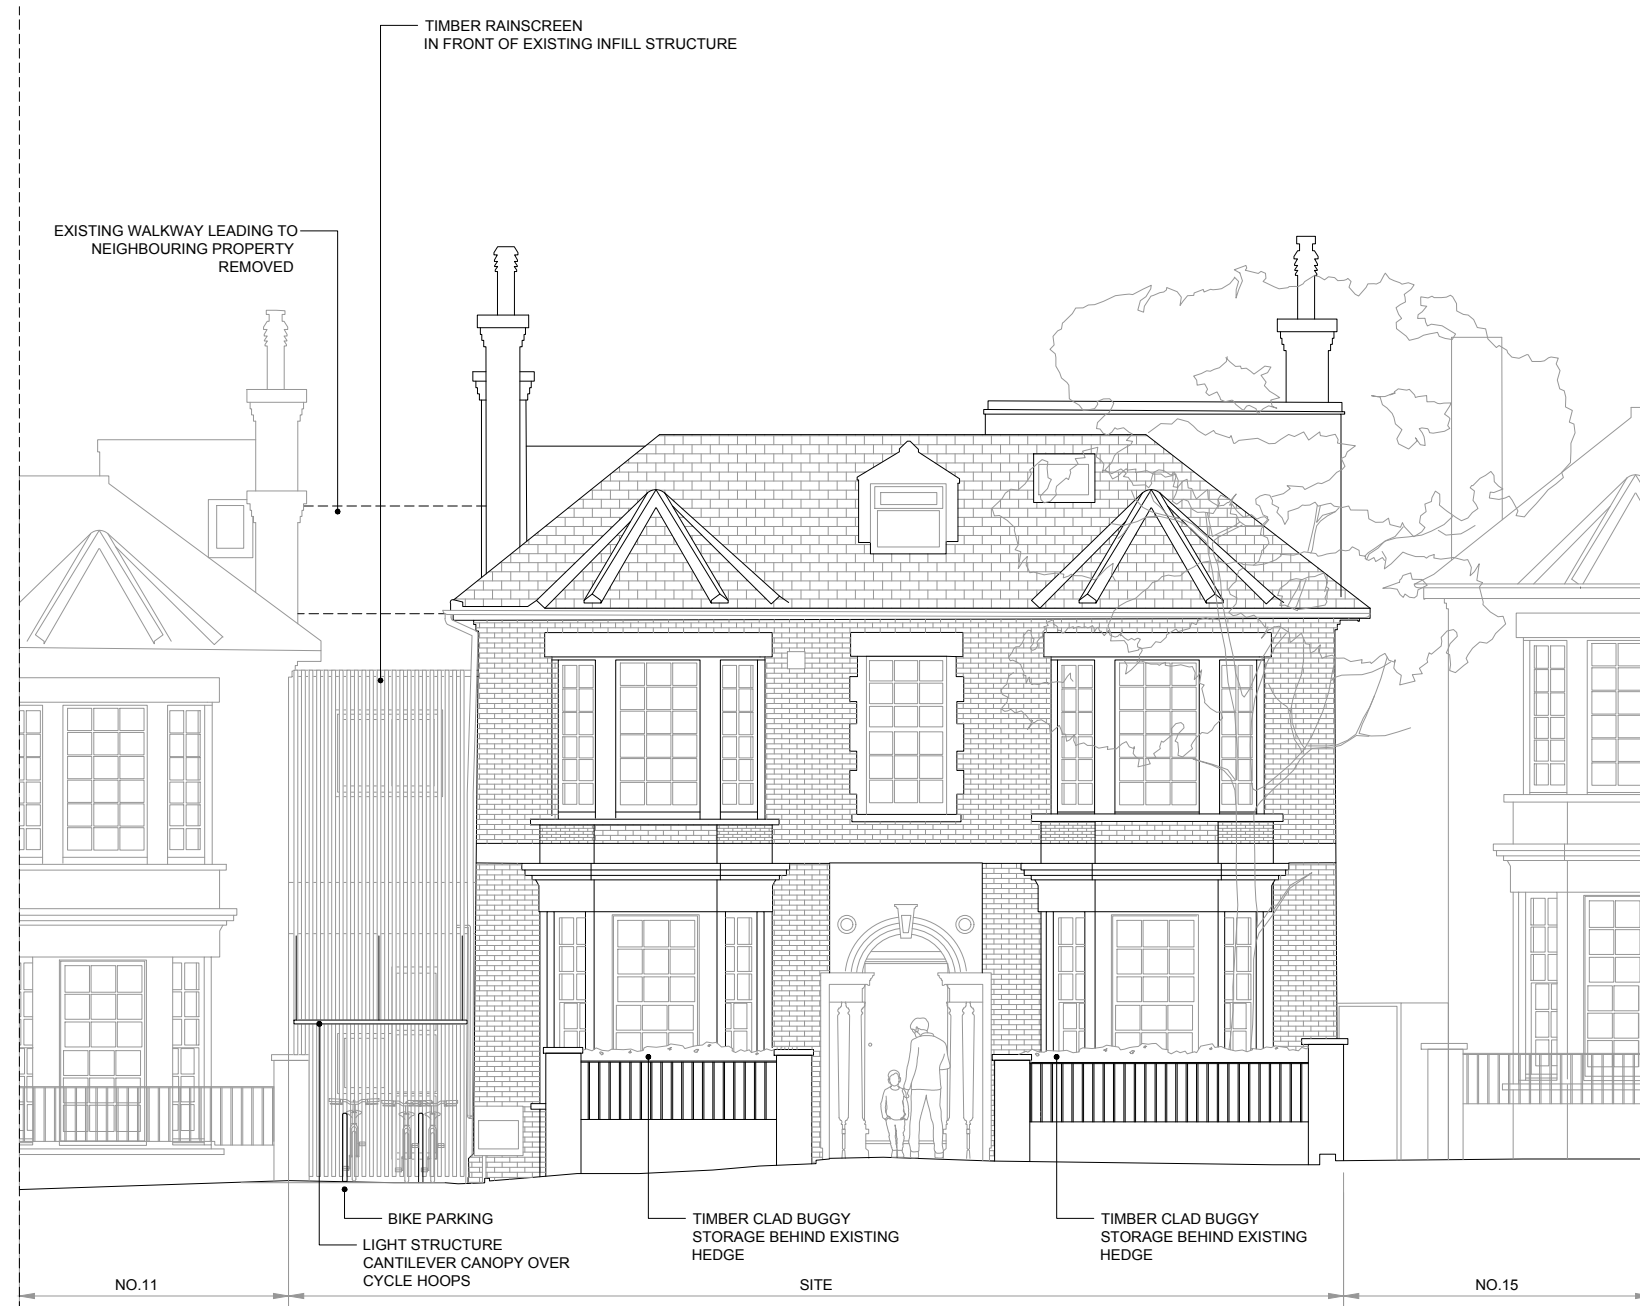 TIMBER RAINSCREEN
IN FRONT OF EXISTING INFILL STRUCTURE
EXISTING WALKWAY LEADING TO
NEIGHBOURING PROPERTY
REMOVED
BIKE PARKING
LIGHT STRUCTURE
CANTILEVER CANOPY OVER
CYCLE HOOPS
TIMBER CLAD BUGGY
STORAGE BEHIND EXISTING
HEDGE
TIMBER CLAD BUGGY
STORAGE BEHIND EXISTING
HEDGE
NO.11
SITE
NO.15